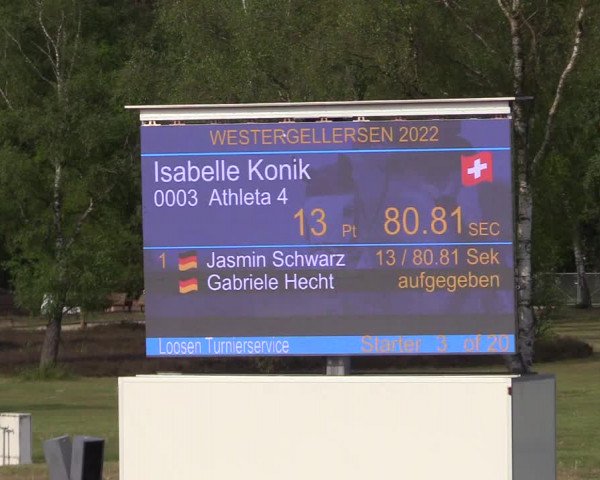 WESTERGELLERSEN 2022
Isabelle Konik
0003 Athleta 4
13 Pt 80.81 SEC
1 Jasmin Schwarz 13 / 80.81 Sek
Gabriele Hecht aufgegeben
Loosen Turnierservice Starter 3 of 20